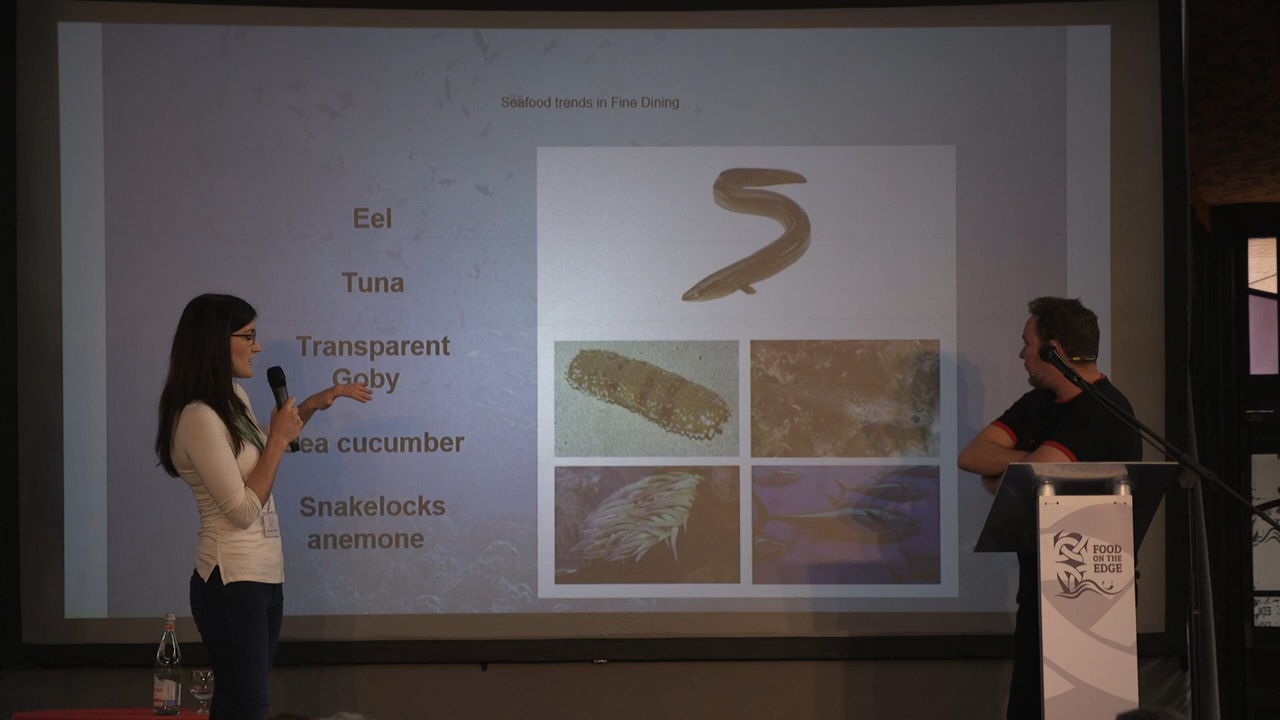 Seafood trends in Fine Dining
Eel
Tuna
Transparent
Goby
ea cucumber
Snakelocks
anemone
FOOD
ON THE
EDGE